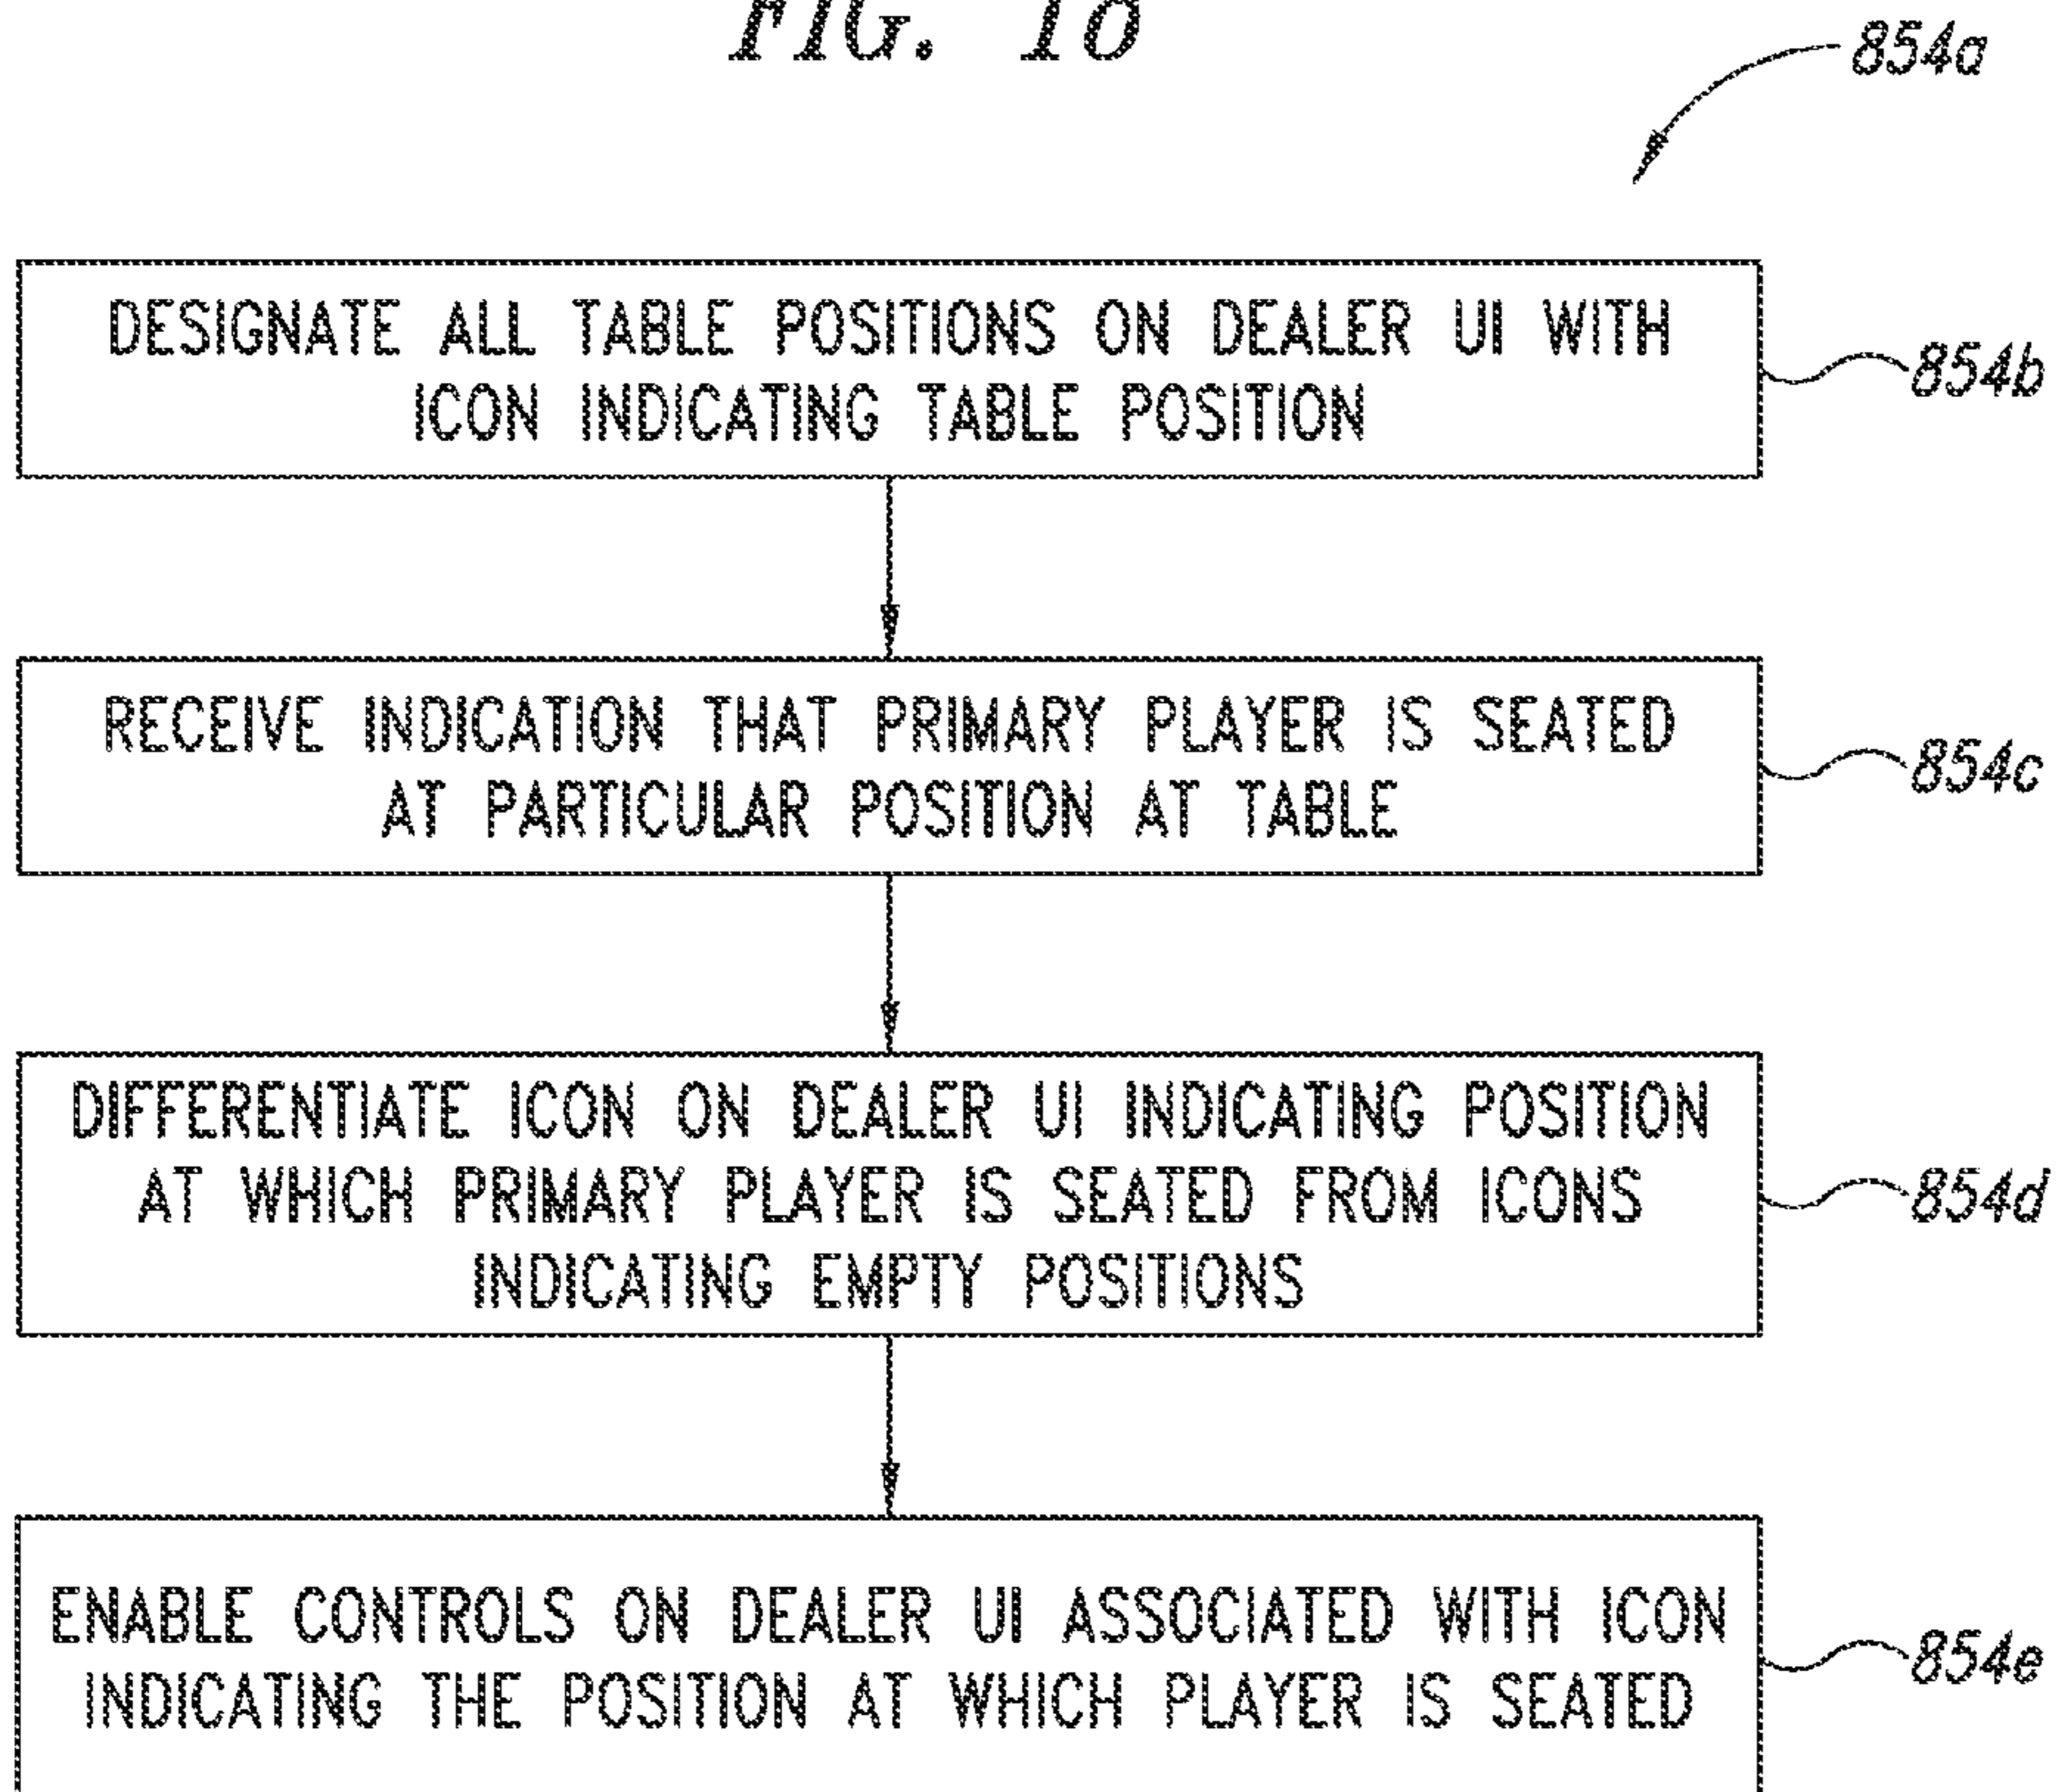 FIG. 18
854a
DESIGNATE ALL TABLE POSITIONS ON DEALER UI WITH
ICON INDICATING TABLE POSITION
854b
RECEIVE INDICATION THAT PRIMARY PLAYER IS SEATED
AT PARTICULAR POSITION AT TABLE
854c
DIFFERENTIATE ICON ON DEALER UI INDICATING POSITION
AT WHICH PRIMARY PLAYER IS SEATED FROM ICONS
INDICATING EMPTY POSITIONS
854d
ENABLE CONTROLS ON DEALER UI ASSOCIATED WITH ICON
INDICATING THE POSITION AT WHICH PLAYER IS SEATED
854e